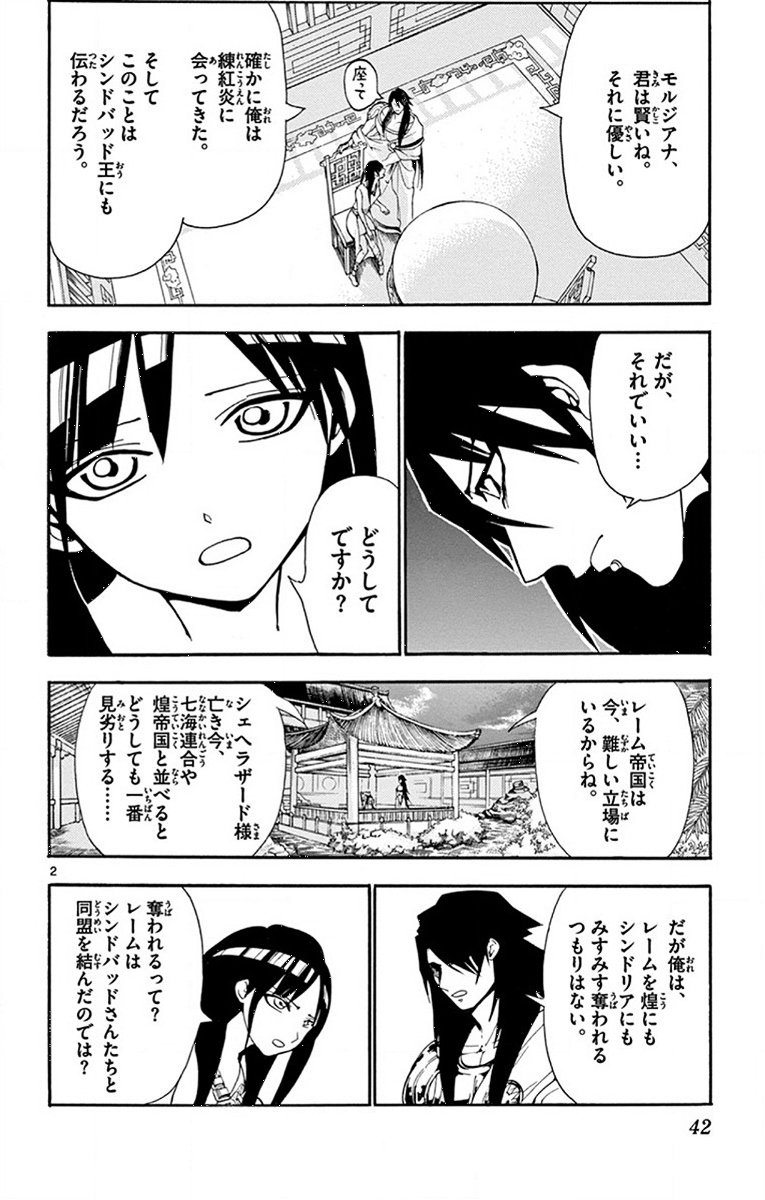 モルジアナ、
君は賢いね。
それに優しい。
座って
確かに俺は
練紅炎に
会ってきた。
そして
このことは
シンドバッド王にも
伝わるだろう。
だが、
それでいい…
どうして
ですか？
レーム帝国は
今、難しい立場に
いるからね。
シェヘラザード様
亡き今、
七海連合や
煌帝国と並べると
どうしても一番
見劣りする……
2
だが俺は、
レームを煌にも
シンドリアにも
みすみす奪われる
つもりはない。
奪われるって？
レームは
シンドバッドさんたちと
同盟を結んだのでは？
42